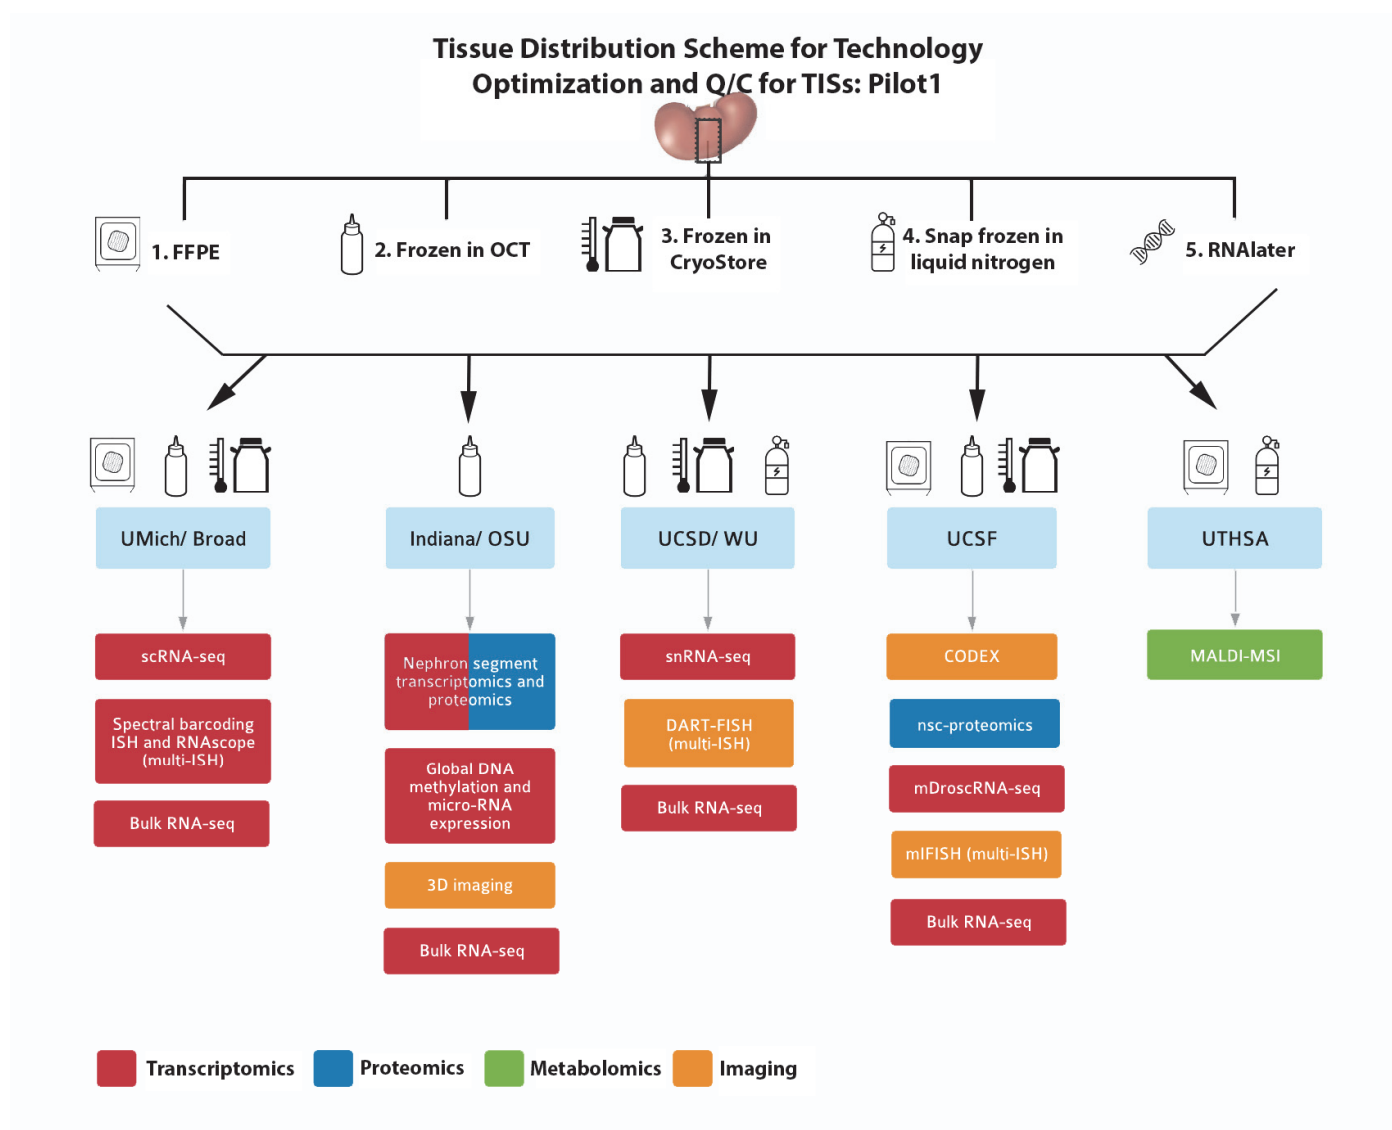 Tissue Distribution Scheme for Technology
Optimization and Q/C for TISs: Pilot1
1. FFPE
2. Frozen in OCT
3. Frozen in
CryoStore
4. Snap frozen in
liquid nitrogen
5. RNAlater
UMich/ Broad
Indiana/ OSU
UCSD/ WU
UCSF
UTHSA
scRNA-seq
Spectral barcoding
ISH and RNAscope
(multi-ISH)
Bulk RNA-seq
Nephron segment
transcriptomics and
proteomics
Global DNA
methylation and
micro-RNA
expression
3D imaging
Bulk RNA-seq
snRNA-seq
DART-FISH
(multi-ISH)
Bulk RNA-seq
CODEX
nsc-proteomics
mDroscRNA-seq
mIFISH (multi-ISH)
Bulk RNA-seq
MALDI-MSI
Transcriptomics
Proteomics
Metabolomics
Imaging